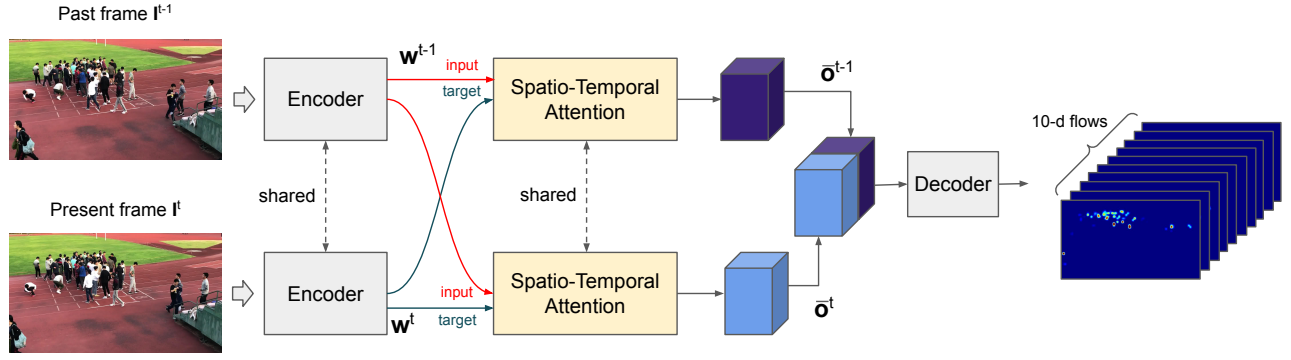 Past frame I^t-1
w^t-1
input
target
Encoder
Spatio-Temporal
Attention
o̅^t-1
10-d flows
shared
shared
Decoder
Present frame I^t
Encoder
input
target
w^t
Spatio-Temporal
Attention
o̅^t